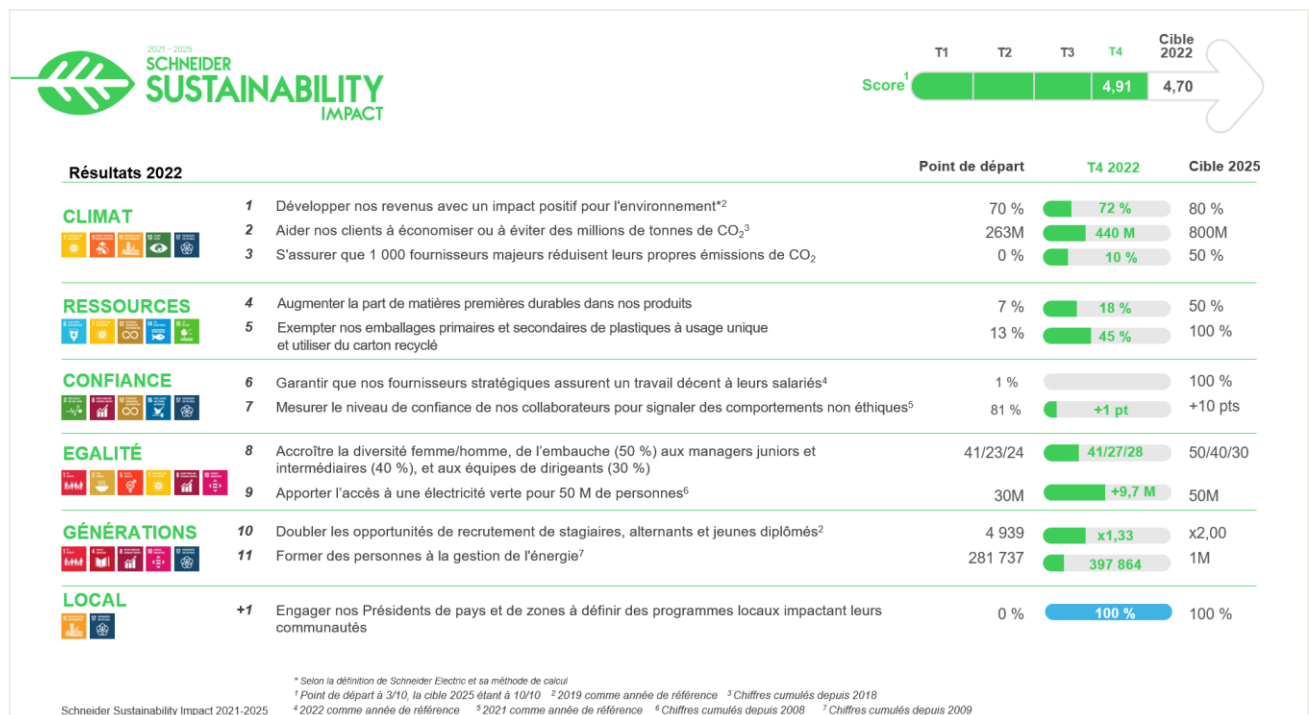 2021 - 2025
SCHNEIDER
SUSTAINABILITY
IMPACT
T1 T2 T3 T4 Cible 2022
Score¹ 4,91 4,70
Résultats 2022 Point de départ T4 2022 Cible 2025
CLIMAT
1 Développer nos revenus avec un impact positif pour l'environnement*² 70 % 72 % 80 %
2 Aider nos clients à économiser ou à éviter des millions de tonnes de CO₂³ 263M 440 M 800M
3 S'assurer que 1 000 fournisseurs majeurs réduisent leurs propres émissions de CO₂ 0 % 10 % 50 %
RESSOURCES
4 Augmenter la part de matières premières durables dans nos produits 7 % 18 % 50 %
5 Exempter nos emballages primaires et secondaires de plastiques à usage unique
et utiliser du carton recyclé 13 % 45 % 100 %
CONFIANCE
6 Garantir que nos fournisseurs stratégiques assurent un travail décent à leurs salariés⁴ 1 % 100 %
7 Mesurer le niveau de confiance de nos collaborateurs pour signaler des comportements non éthiques⁵ 81 % +1 pt +10 pts
EGALITÉ
8 Accroître la diversité femme/homme, de l'embauche (50 %) aux managers juniors et
intermédiaires (40 %), et aux équipes de dirigeants (30 %) 41/23/24 41/27/28 50/40/30
9 Apporter l'accès à une électricité verte pour 50 M de personnes⁶ 30M +9,7 M 50M
GÉNÉRATIONS
10 Doubler les opportunités de recrutement de stagiaires, alternants et jeunes diplômés² 4 939 x1,33 x2,00
11 Former des personnes à la gestion de l'énergie⁷ 281 737 397 864 1M
LOCAL
+1 Engager nos Présidents de pays et de zones à définir des programmes locaux impactant leurs
communautés 0 % 100 % 100 %
* Selon la définition de Schneider Electric et sa méthode de calcul
¹ Point de départ à 3/10, la cible 2025 étant à 10/10 ² 2019 comme année de référence ³ Chiffres cumulés depuis 2018
Schneider Sustainability Impact 2021-2025 ⁴ 2022 comme année de référence ⁵ 2021 comme année de référence ⁶ Chiffres cumulés depuis 2008 ⁷ Chiffres cumulés depuis 2009